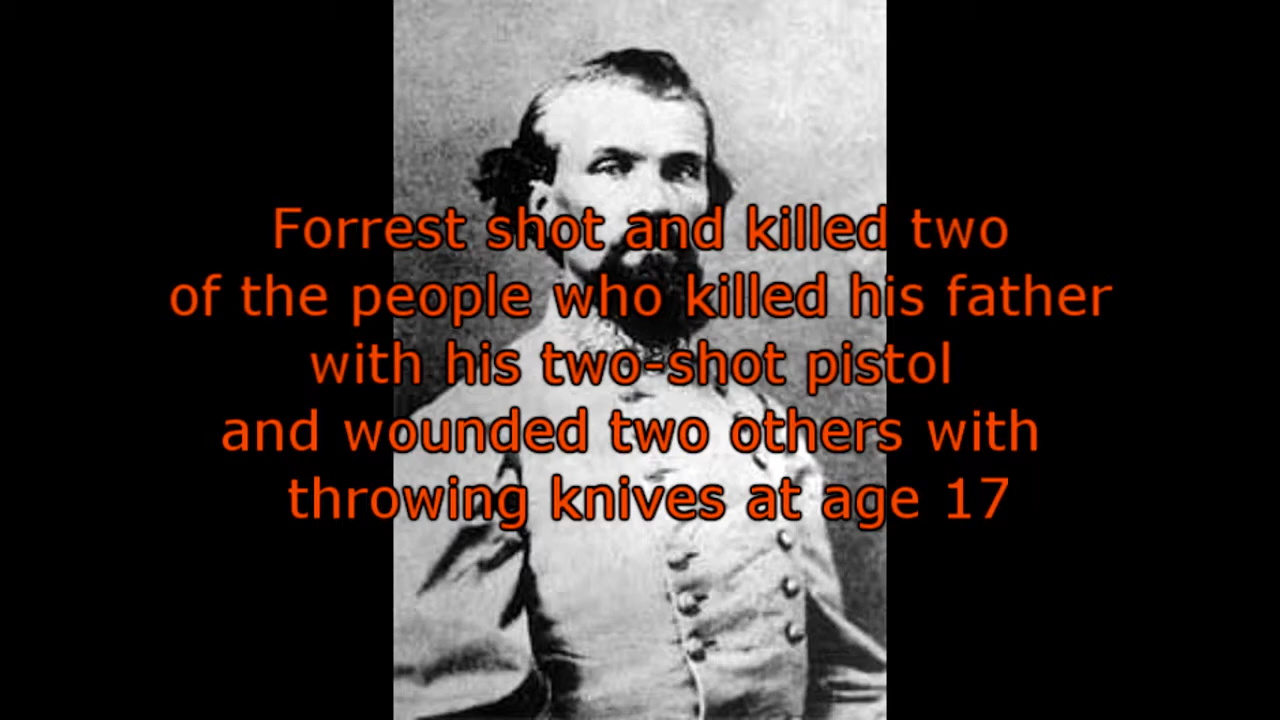 Forrest shot and killed two
of the people who killed his father
with his two-shot pistol
and wounded two others with
throwing knives at age 17